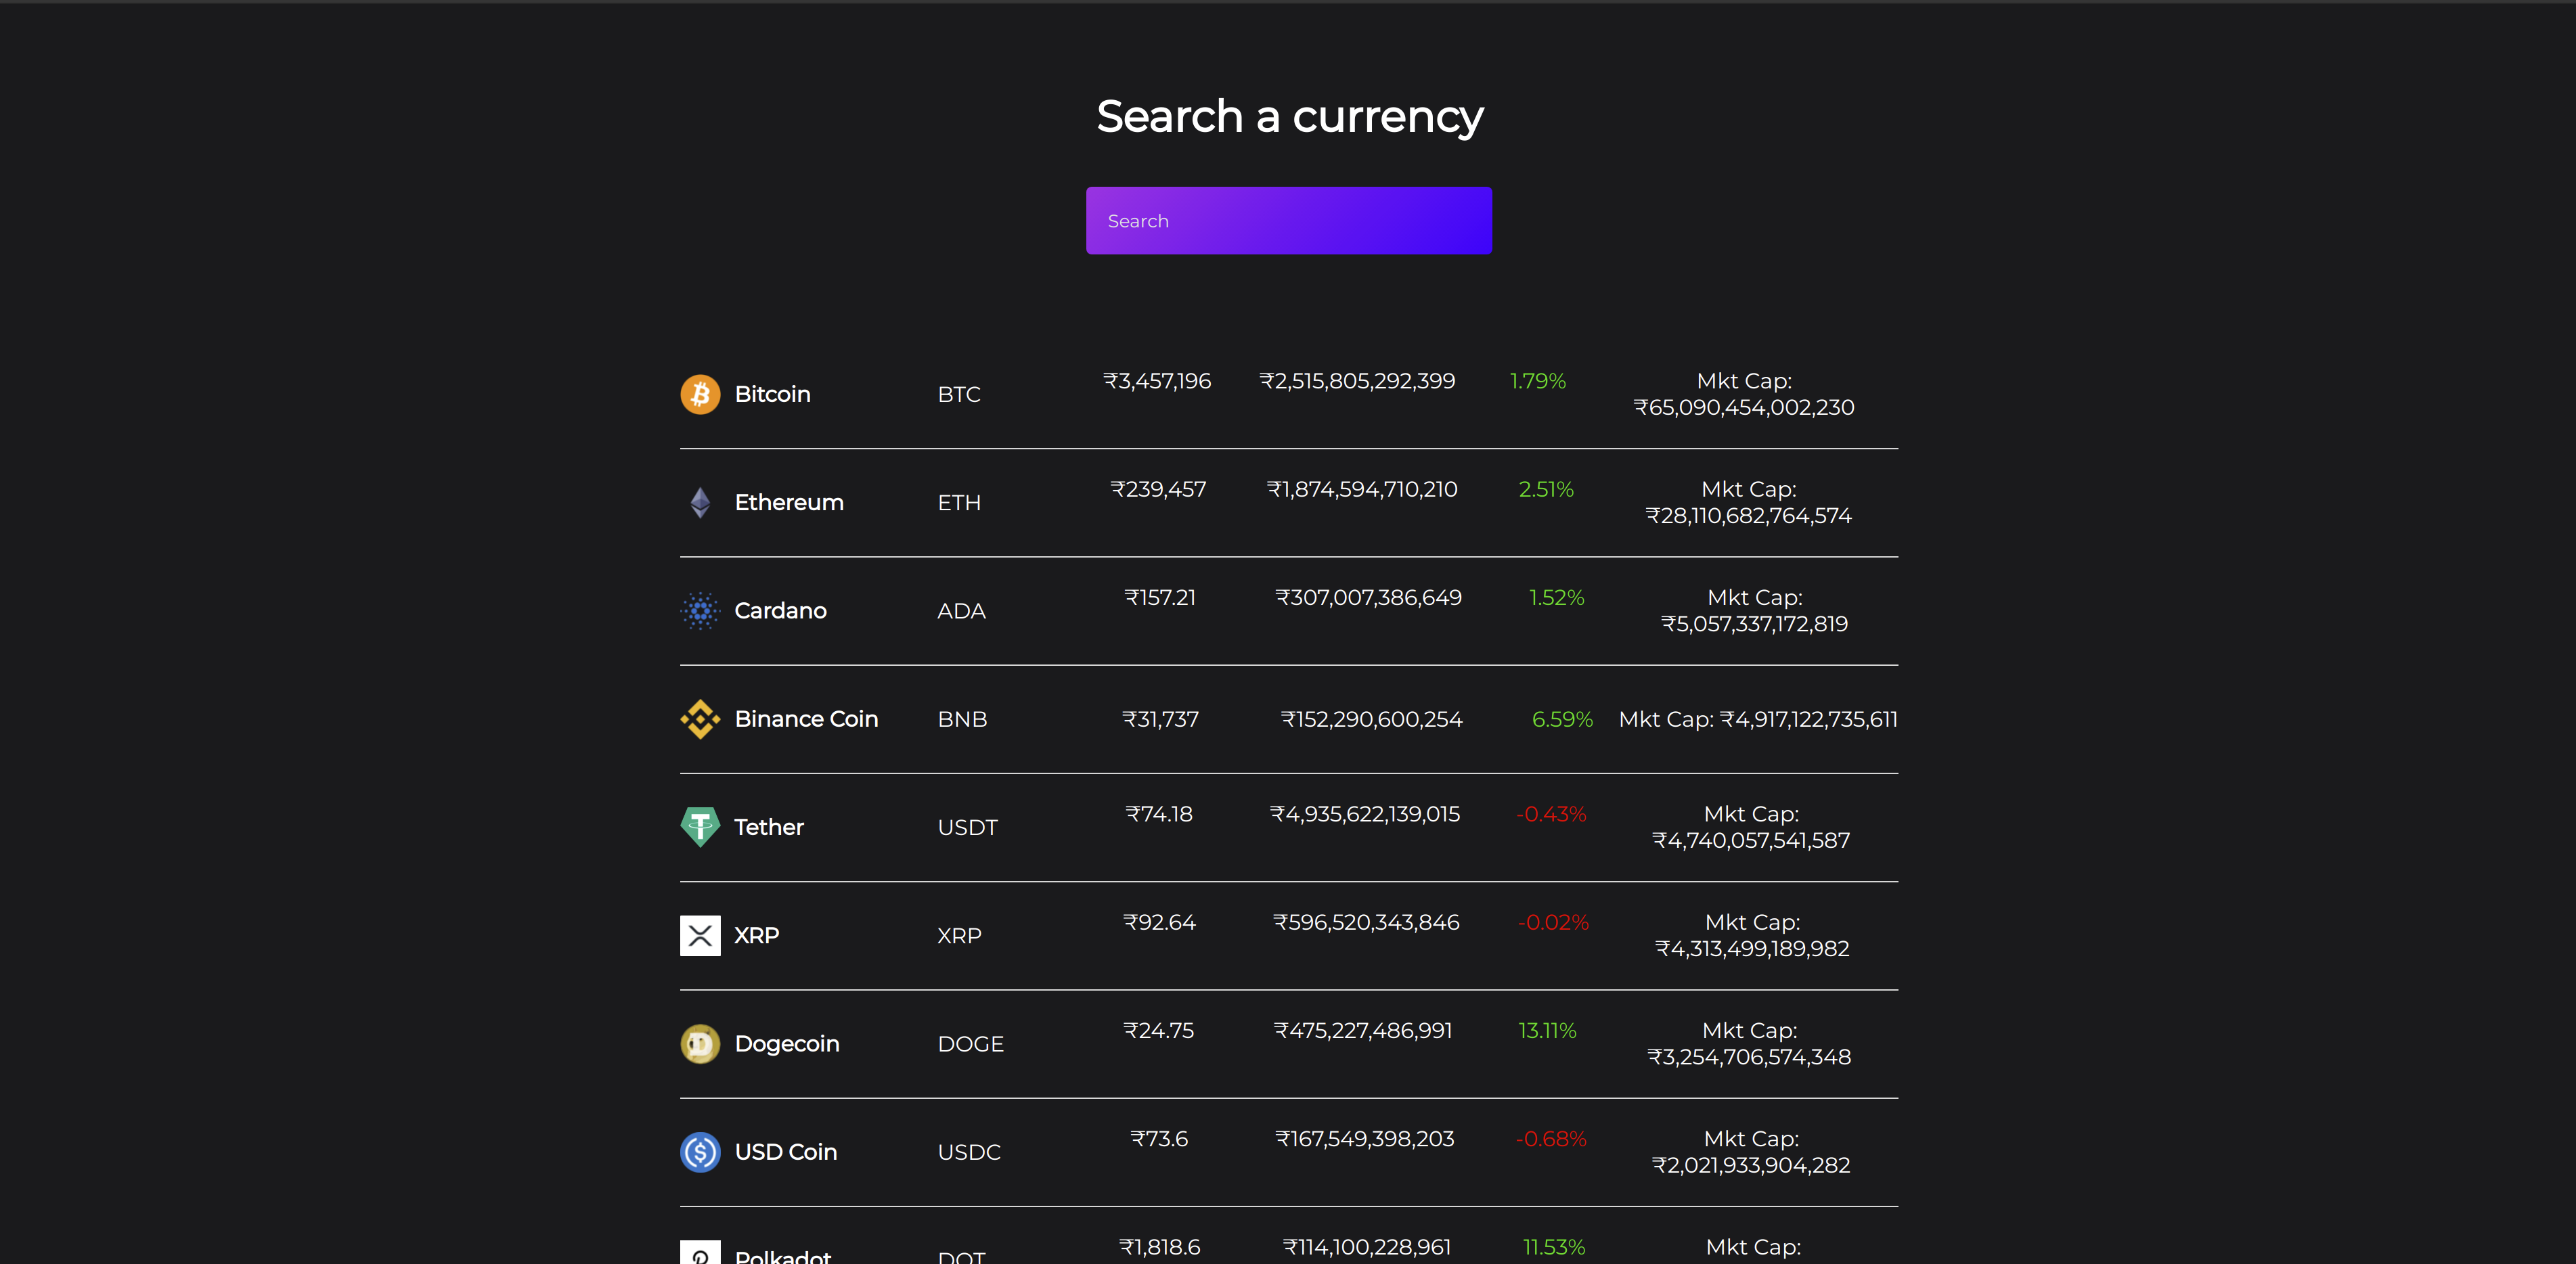 Search a currency
Search
Bitcoin BTC ₹3,457,196 ₹2,515,805,292,399 1.79% Mkt Cap:
₹65,090,454,002,230
Ethereum ETH ₹239,457 ₹1,874,594,710,210 2.51% Mkt Cap:
₹28,110,682,764,574
Cardano ADA ₹157.21 ₹307,007,386,649 1.52% Mkt Cap:
₹5,057,337,172,819
Binance Coin BNB ₹31,737 ₹152,290,600,254 6.59% Mkt Cap: ₹4,917,122,735,611
Tether USDT ₹74.18 ₹4,935,622,139,015 -0.43% Mkt Cap:
₹4,740,057,541,587
XRP XRP ₹92.64 ₹596,520,343,846 -0.02% Mkt Cap:
₹4,313,499,189,982
Dogecoin DOGE ₹24.75 ₹475,227,486,991 13.11% Mkt Cap:
₹3,254,706,574,348
USD Coin USDC ₹73.6 ₹167,549,398,203 -0.68% Mkt Cap:
₹2,021,933,904,282
Polkadot DOT ₹1,818.6 ₹114,100,228,961 11.53% Mkt Cap: